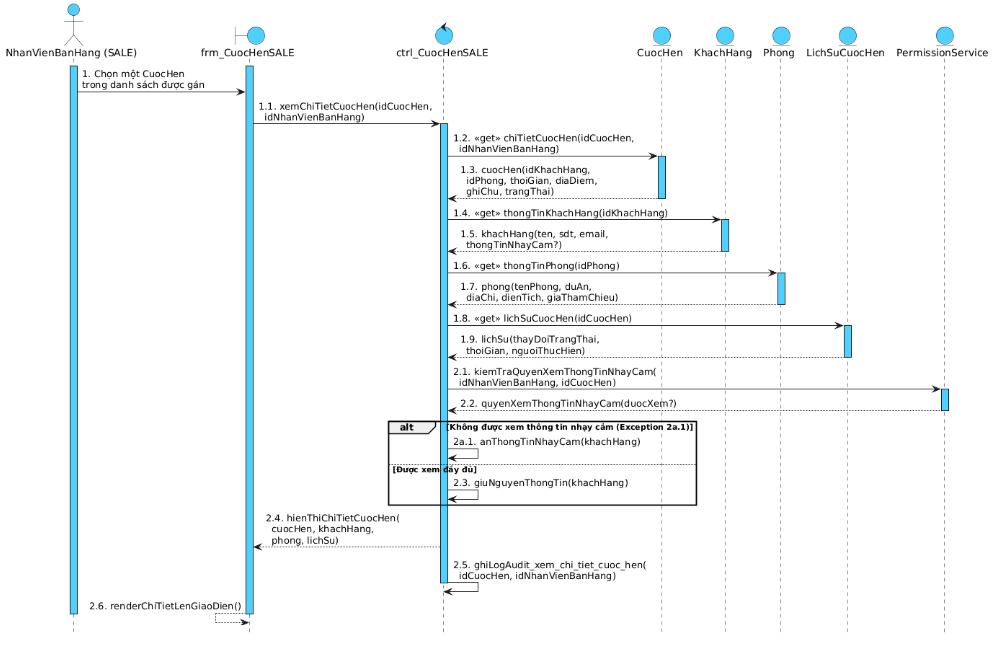 NhanVienBanHang (SALE)
frm_CuocHenSALE
ctrl_CuocHenSALE
CuocHen
KhachHang
Phong
LichSuCuocHen
PermissionService
1. Chọn một CuocHen
trong danh sách được gán
1.1. xemChiTietCuocHen(idCuocHen,
idNhanVienBanHang)
1.2. «get» chiTietCuocHen(idCuocHen,
idNhanVienBanHang)
1.3. cuocHen(idKhachHang,
idPhong, thoiGian, diaDiem,
ghiChu, trangThai)
1.4. «get» thongTinKhachHang(idKhachHang)
1.5. khachHang(ten, sdt, email,
thongTinNhayCam?)
1.6. «get» thongTinPhong(idPhong)
1.7. phong(tenPhong, duAn,
diaChi, dienTich, giaThamChieu)
1.8. «get» lichSuCuocHen(idCuocHen)
1.9. lichSu(thayDoiTrangThai,
thoiGian, nguoiThucHien)
2.1. kiemTraQuyenXemThongTinNhayCam(
idNhanVienBanHang, idCuocHen)
2.2. quyenXemThongTinNhayCam(duocXem?)
alt
[Không được xem thông tin nhạy cảm (Exception 2a.1)]
2a.1. anThongTinNhayCam(khachHang)
[Được xem đầy đủ]
2.3. giuNguyenThongTin(khachHang)
2.4. hienThiChiTietCuocHen(
cuocHen, khachHang,
phong, lichSu)
2.5. ghiLogAudit_xem_chi_tiet_cuoc_hen(
idCuocHen, idNhanVienBanHang)
2.6. renderChiTietLenGiaoDien()